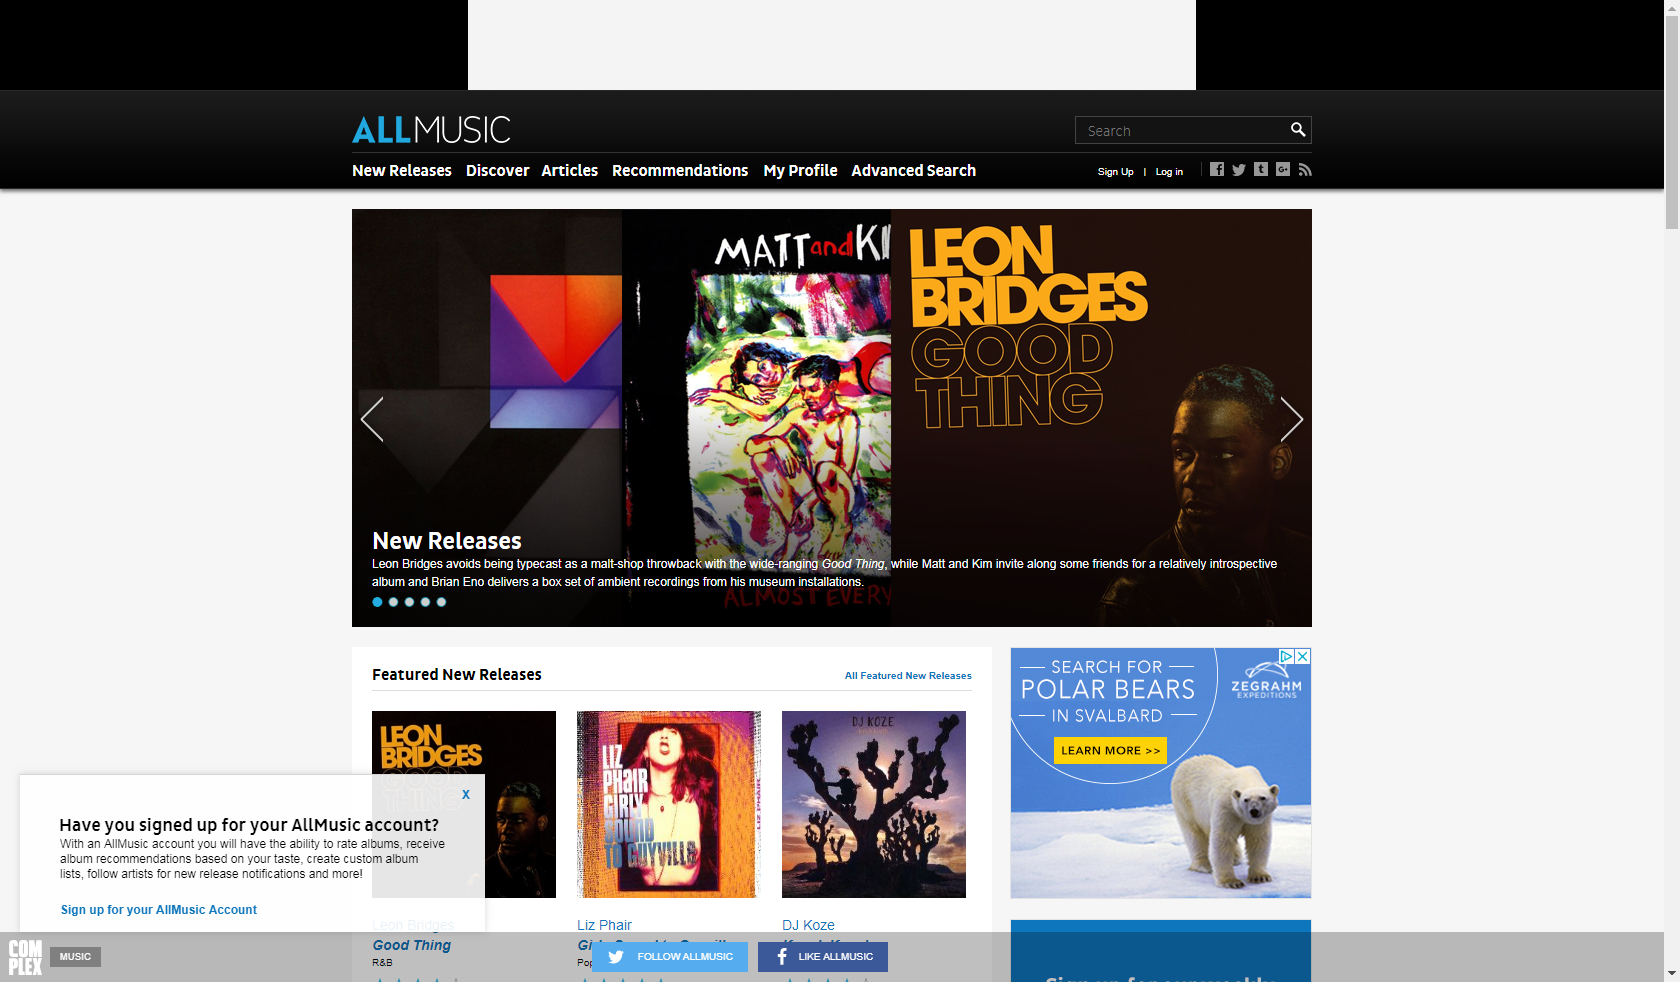 ALLMUSIC
Search
New Releases Discover Articles Recommendations My Profile Advanced Search
Sign Up | Log in
MATT and KI
LEON
BRIDGES
GOOD
THING
New Releases
Leon Bridges avoids being typecast as a malt-shop throwback with the wide-ranging Good Thing, while Matt and Kim invite along some friends for a relatively introspective
album and Brian Eno delivers a box set of ambient recordings from his museum installations.
ALMOST EVERY
Featured New Releases
All Featured New Releases
LEON
BRIDGES
GOOD
THING
LIZ
PHAIR
GIRLY
SOUND
TO GUYVILLE
LIZ PHAIR
DJ KOZE
SEARCH FOR
POLAR BEARS
IN SVALBARD
LEARN MORE >>
ZEGRAHM
EXPEDITIONS
X
Have you signed up for your AllMusic account?
With an AllMusic account you will have the ability to rate albums, receive
album recommendations based on your taste, create custom album
lists, follow artists for new release notifications and more!
Sign up for your AllMusic Account
Leon Bridges
Good Thing
R&B
Liz Phair
Pop
DJ Koze
COM
PLEX
MUSIC
FOLLOW ALLMUSIC
LIKE ALLMUSIC